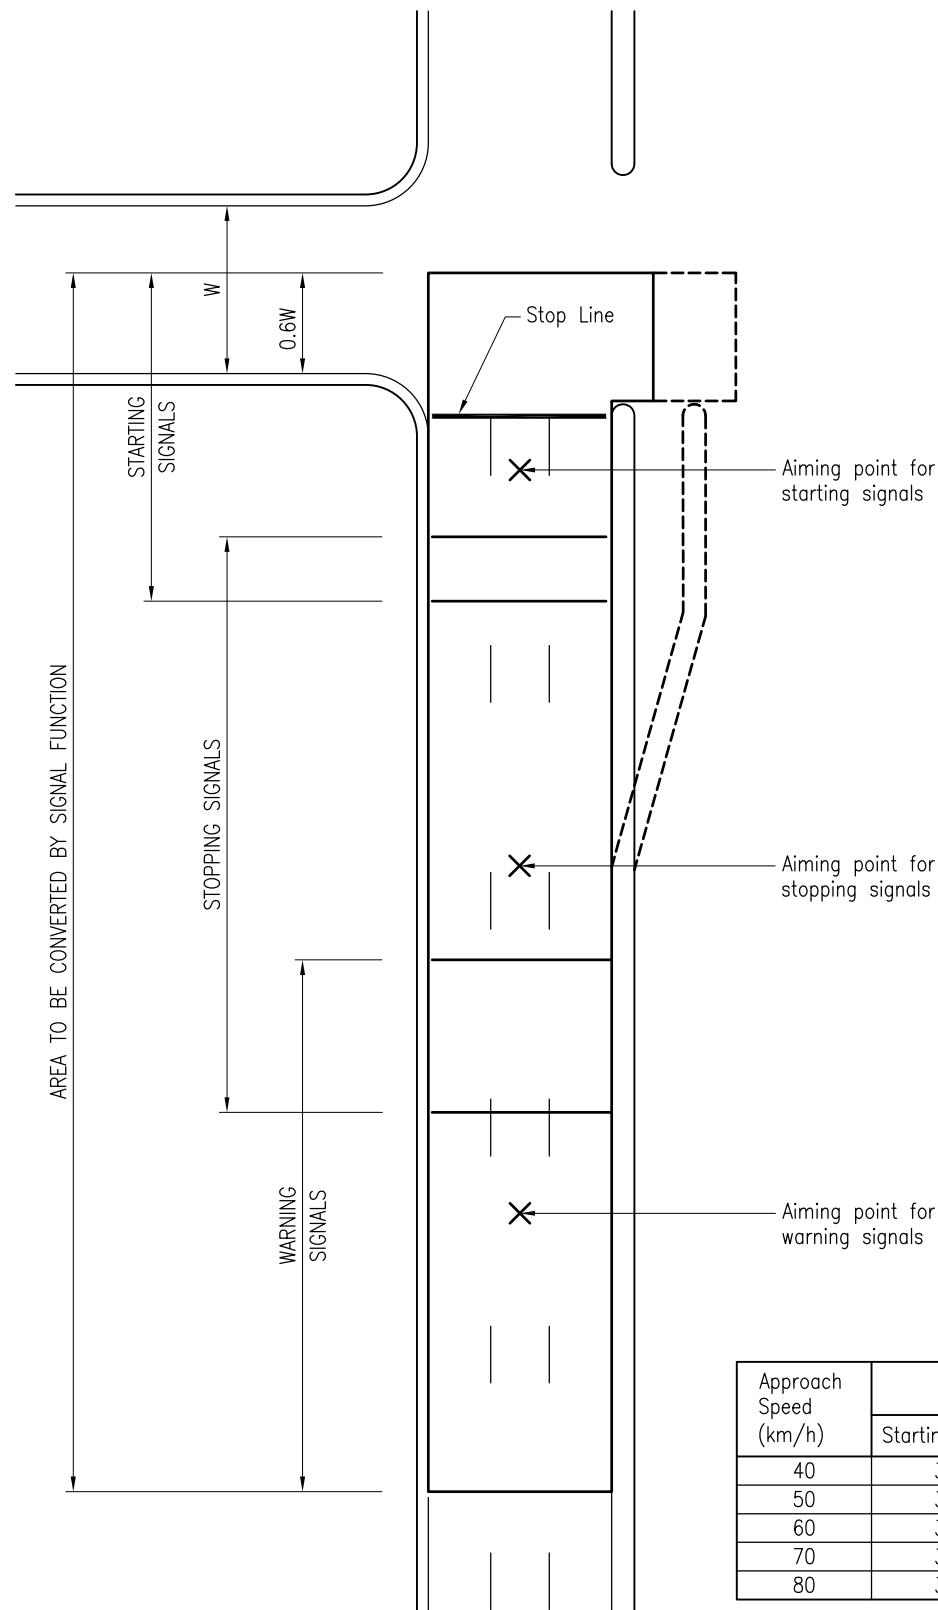 W
0.6W
Stop Line
STARTING
SIGNALS
Aiming point for
starting signals
AREA TO BE CONVERTED BY SIGNAL FUNCTION
STOPPING SIGNALS
Aiming point for
stopping signals
WARNING
SIGNALS
Aiming point for
warning signals
Approach
Speed
(km/h)
40
50
60
70
80